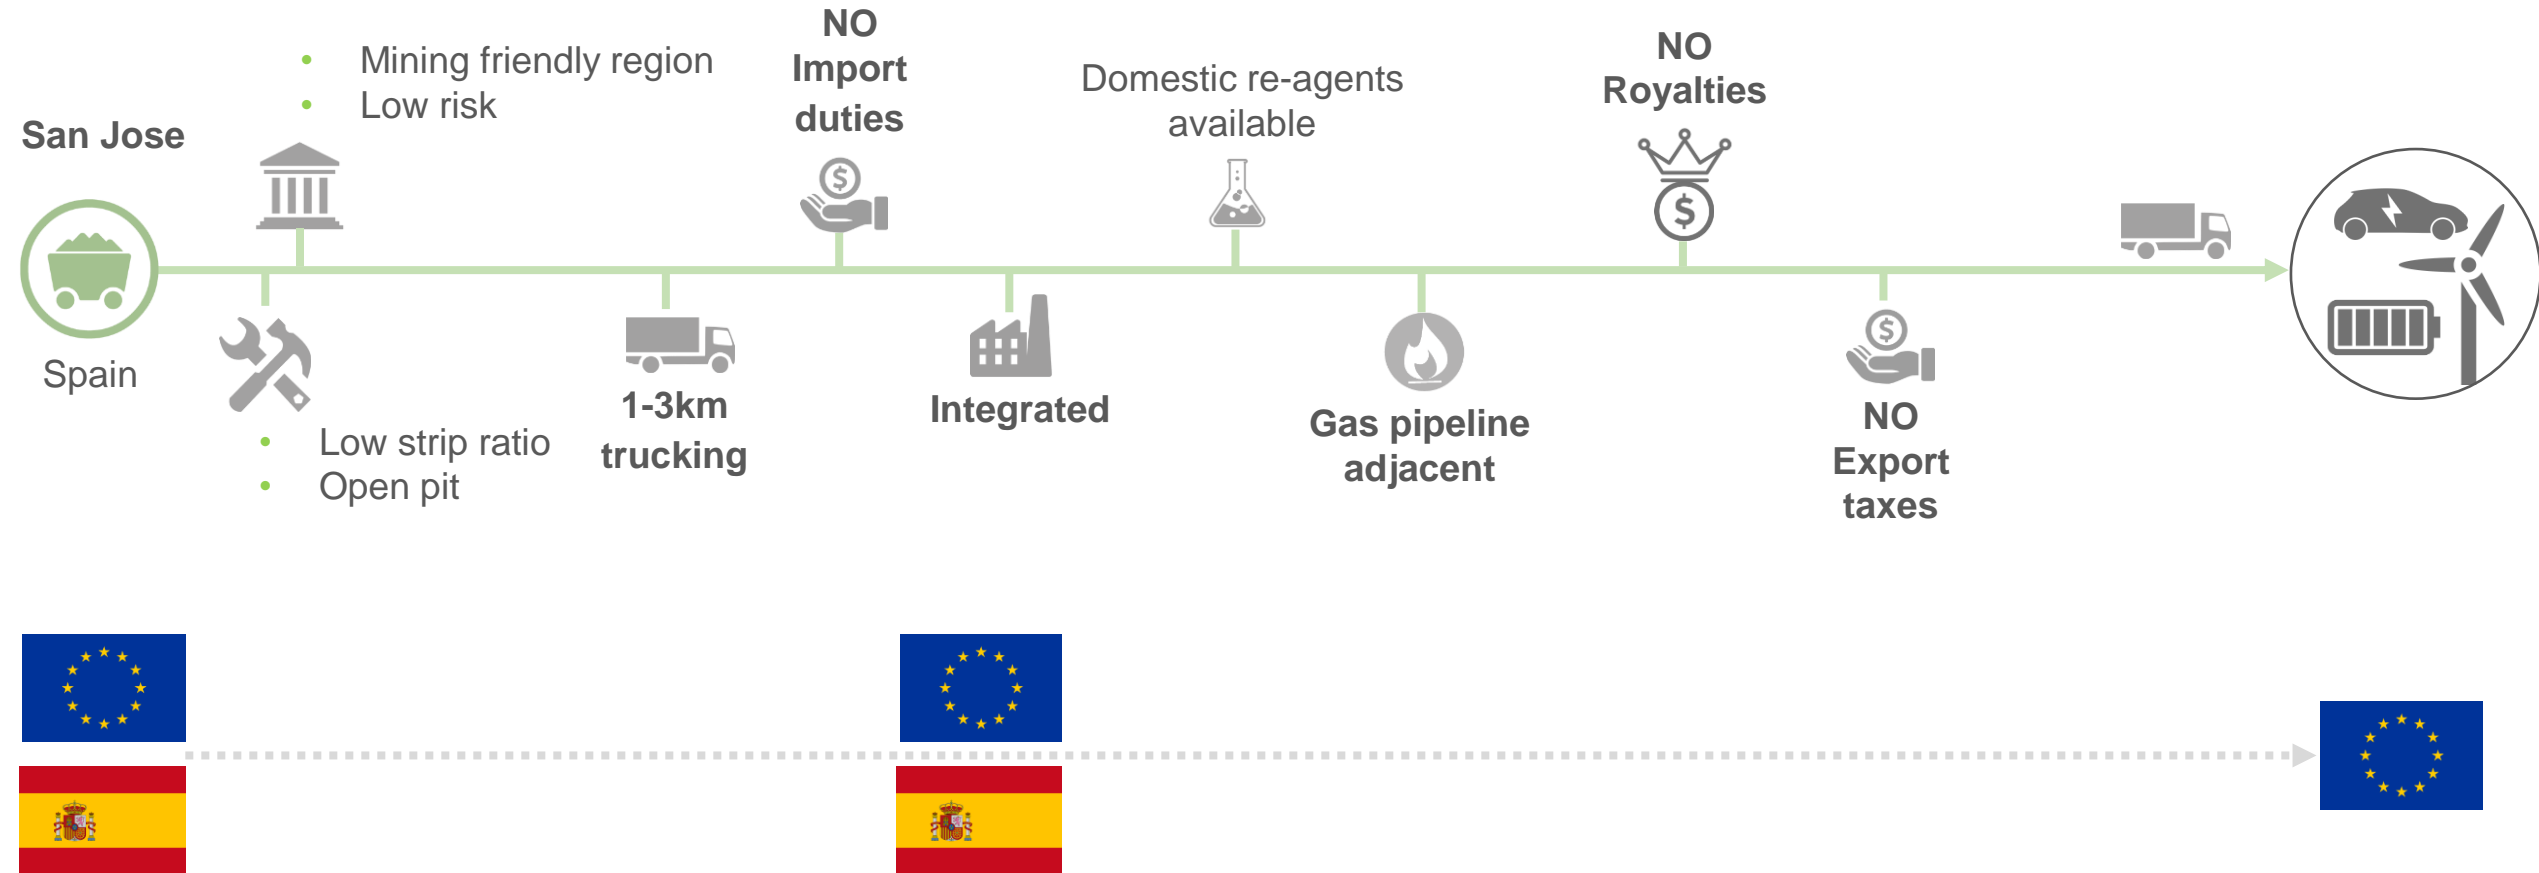 San Jose
Spain
• Mining friendly region
• Low risk
• Low strip ratio
• Open pit
1-3km
trucking
NO
Import
duties
Integrated
Domestic re-agents
available
Gas pipeline
adjacent
NO
Royalties
NO
Export
taxes